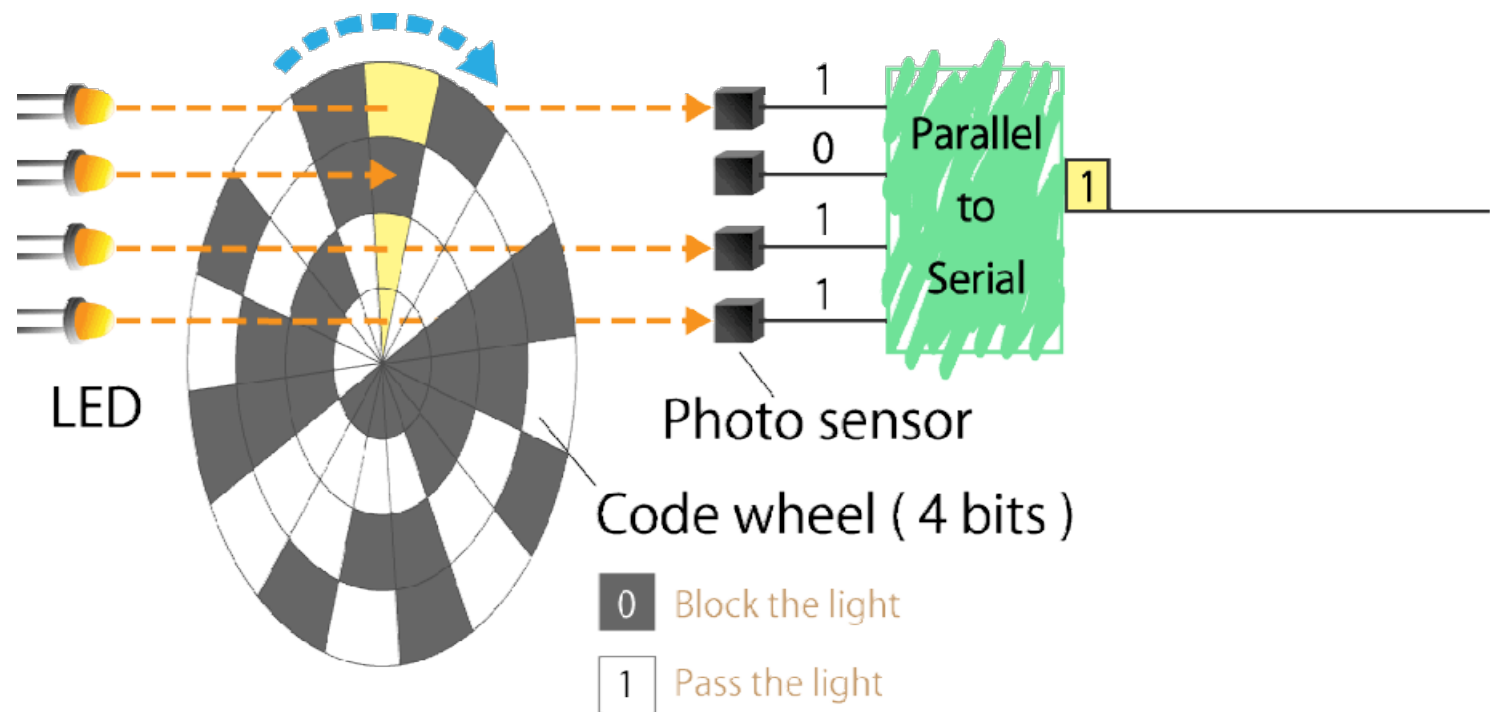 1
0
1
1
Parallel
to
Serial
1
LED
Photo sensor
Code wheel ( 4 bits )
0 Block the light
1 Pass the light